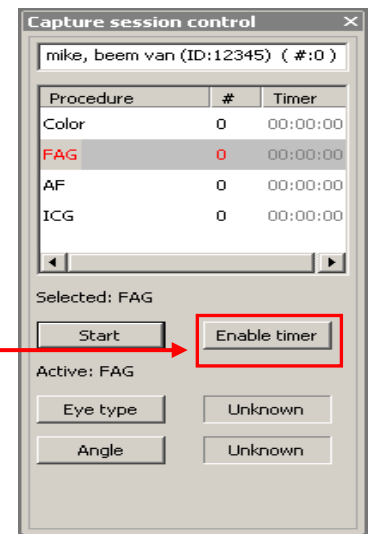 Capture session control ×
mike, beem van (ID:12345) ( #:0 )
Procedure # Timer
Color 0 00:00:00
FAG 0 00:00:00
AF 0 00:00:00
ICG 0 00:00:00
Selected: FAG
Start Enable timer
Active: FAG
Eye type Unknown
Angle Unknown